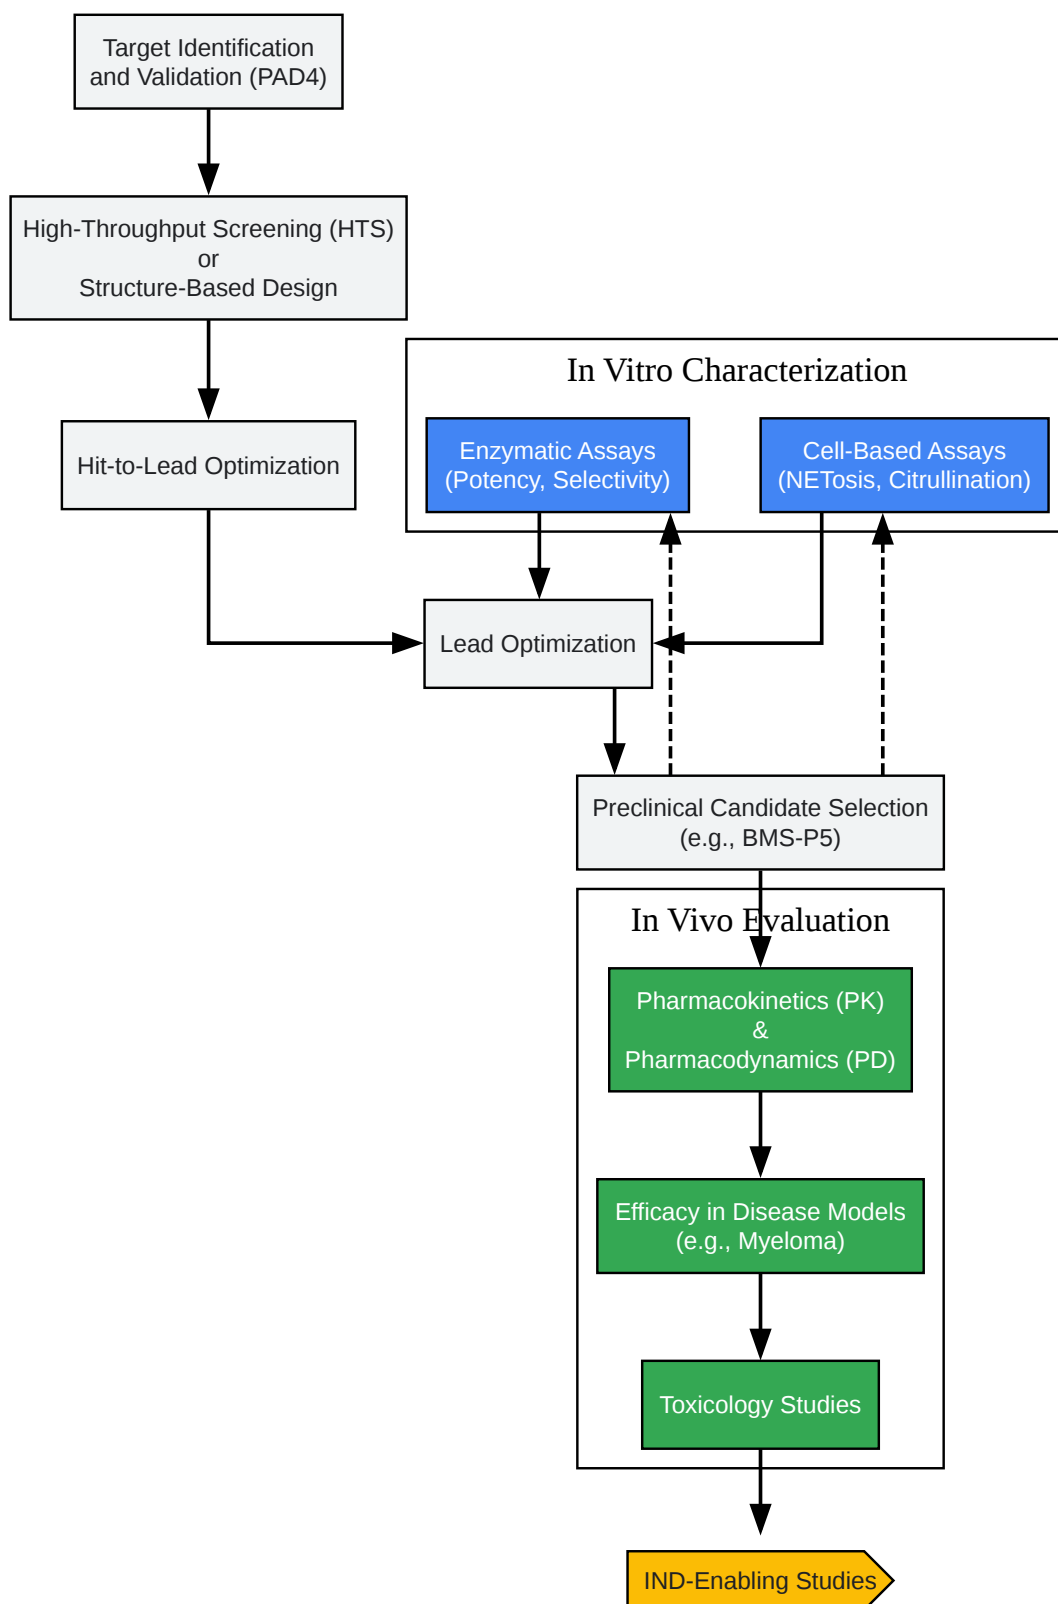 Target Identification
and Validation (PAD4)
High-Throughput Screening (HTS)
or
Structure-Based Design
In Vitro Characterization
Hit-to-Lead Optimization
Enzymatic Assays
(Potency, Selectivity)
Cell-Based Assays
(NETosis, Citrullination)
Lead Optimization
Preclinical Candidate Selection
(e.g., BMS-P5)
In Vivo Evaluation
Pharmacokinetics (PK)
&
Pharmacodynamics (PD)
Efficacy in Disease Models
(e.g., Myeloma)
Toxicology Studies
IND-Enabling Studies